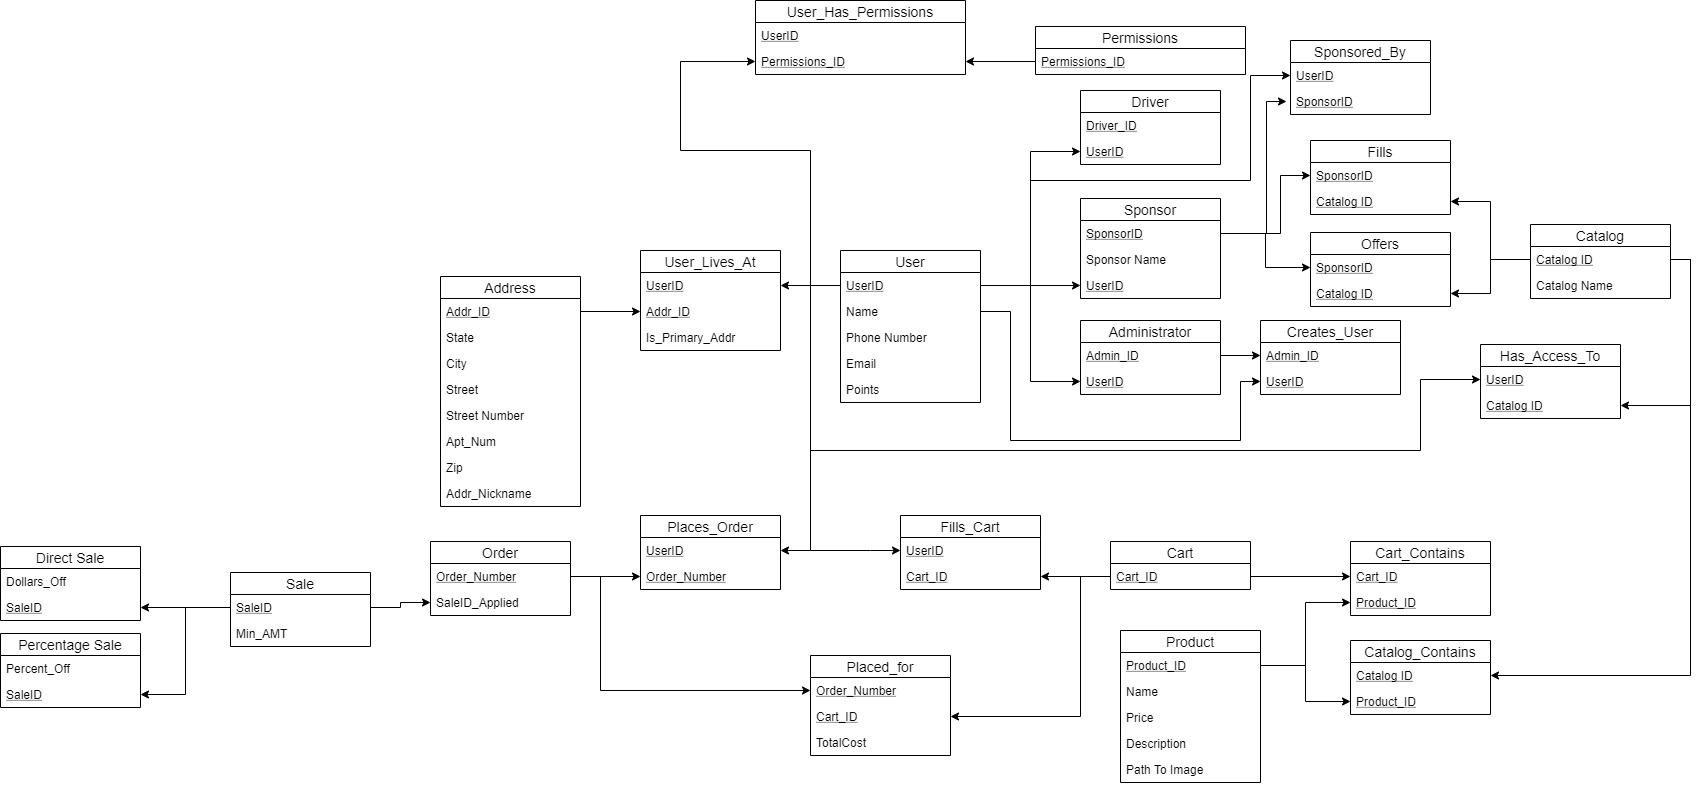 User_Has_Permissions
UserID
Permissions_ID
Permissions
Permissions_ID
Sponsored_By
UserID
SponsorID
Driver
Driver_ID
UserID
Fills
SponsorID
Catalog ID
Sponsor
SponsorID
Sponsor Name
UserID
Offers
SponsorID
Catalog ID
Catalog
Catalog ID
Catalog Name
User_Lives_At
UserID
Addr_ID
Is_Primary_Addr
User
UserID
Name
Phone Number
Email
Points
Address
Addr_ID
State
City
Street
Street Number
Apt_Num
Zip
Addr_Nickname
Administrator
Admin_ID
UserID
Creates_User
Admin_ID
UserID
Has_Access_To
UserID
Catalog ID
Places_Order
UserID
Order_Number
Fills_Cart
UserID
Cart_ID
Direct Sale
Dollars_Off
SaleID
Sale
SaleID
Min_AMT
Order
Order_Number
SaleID_Applied
Cart
Cart_ID
Cart_Contains
Cart_ID
Product_ID
Percentage Sale
Percent_Off
SaleID
Placed_for
Order_Number
Cart_ID
TotalCost
Product
Product_ID
Name
Price
Description
Path To Image
Catalog_Contains
Catalog ID
Product_ID